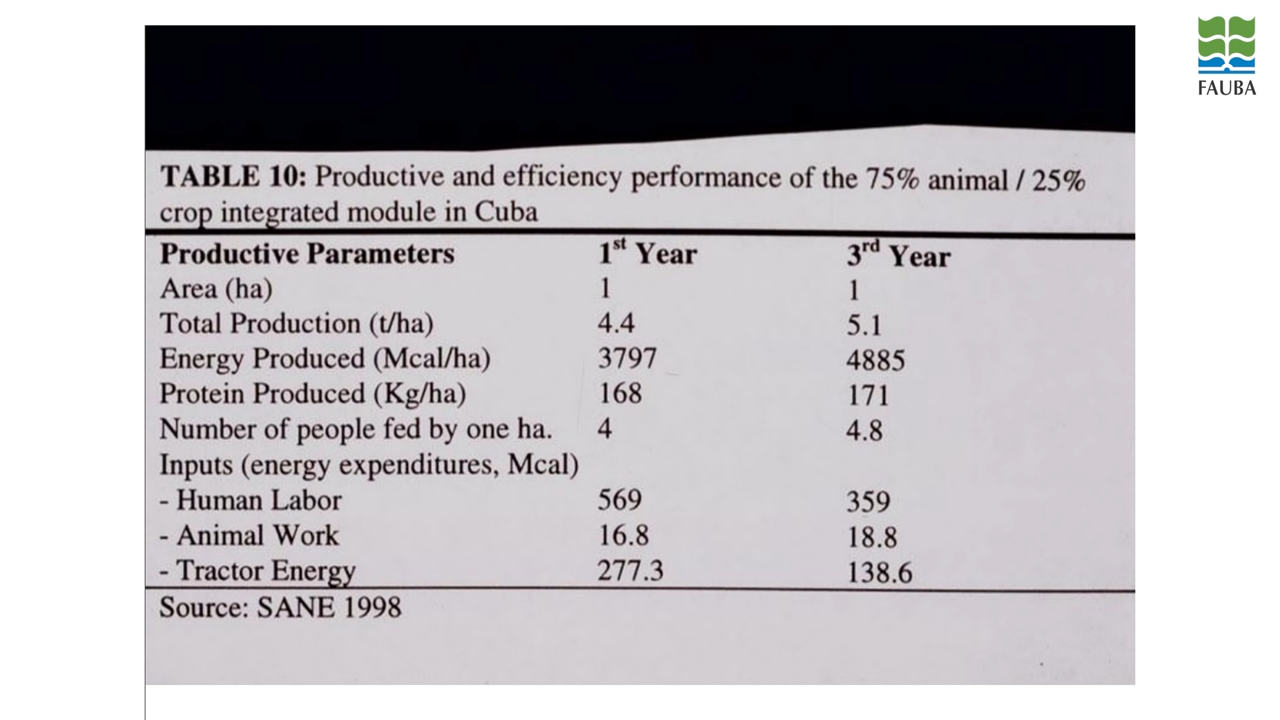 FAUBA
TABLE 10: Productive and efficiency performance of the 75% animal / 25%
crop integrated module in Cuba
Productive Parameters 1st Year 3rd Year
Area (ha) 1 1
Total Production (t/ha) 4.4 5.1
Energy Produced (Mcal/ha) 3797 4885
Protein Produced (Kg/ha) 168 171
Number of people fed by one ha. 4 4.8
Inputs (energy expenditures, Mcal)
- Human Labor 569 359
- Animal Work 16.8 18.8
- Tractor Energy 277.3 138.6
Source: SANE 1998